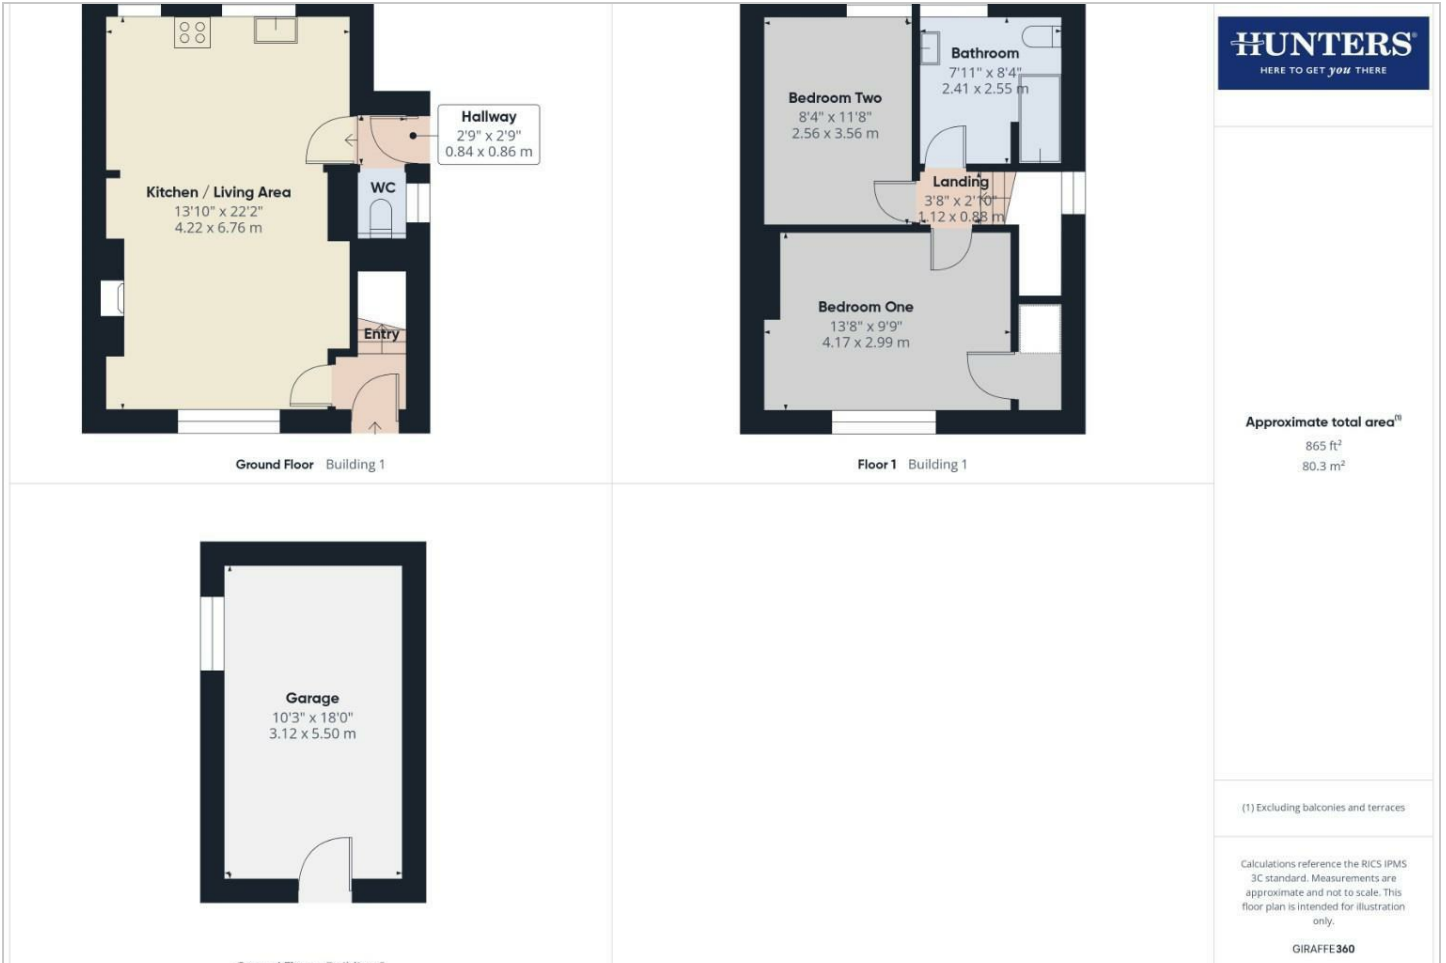 Hallway
2'9" x 2'9"
0.84 x 0.86 m
WC
Kitchen / Living Area
13'10" x 22'2"
4.22 x 6.76 m
Entry
Ground Floor Building 1
Bathroom
7'11" x 8'4"
2.41 x 2.55 m
Bedroom Two
8'4" x 11'8"
2.56 x 3.56 m
Landing
3'8" x 2'10"
1.12 x 0.88 m
Bedroom One
13'8" x 9'9"
4.17 x 2.99 m
Floor 1 Building 1
Garage
10'3" x 18'0"
3.12 x 5.50 m
HUNTERS®
HERE TO GET you THERE
Approximate total area(1)
865 ft²
80.3 m²
(1) Excluding balconies and terraces
Calculations reference the RICS IPMS
3C standard. Measurements are
approximate and not to scale. This
floor plan is intended for illustration
only.
GIRAFFE360